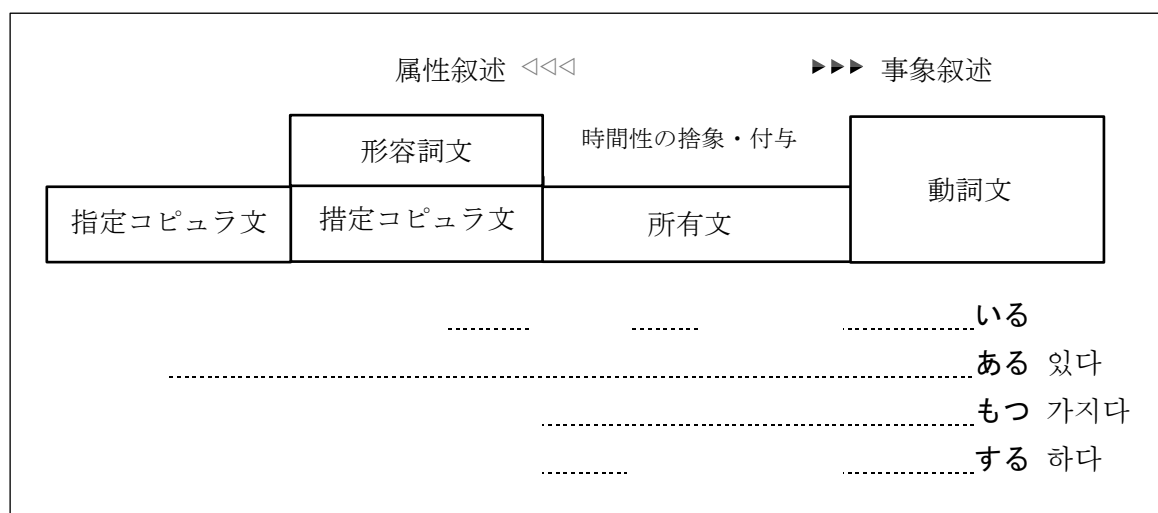 属性叙述 ◁◁◁ ▶▶▶ 事象叙述
形容詞文 時間性の捨象・付与
動詞文
指定コピュラ文 措定コピュラ文 所有文
いる
ある 있다
もつ 가지다
する 하다